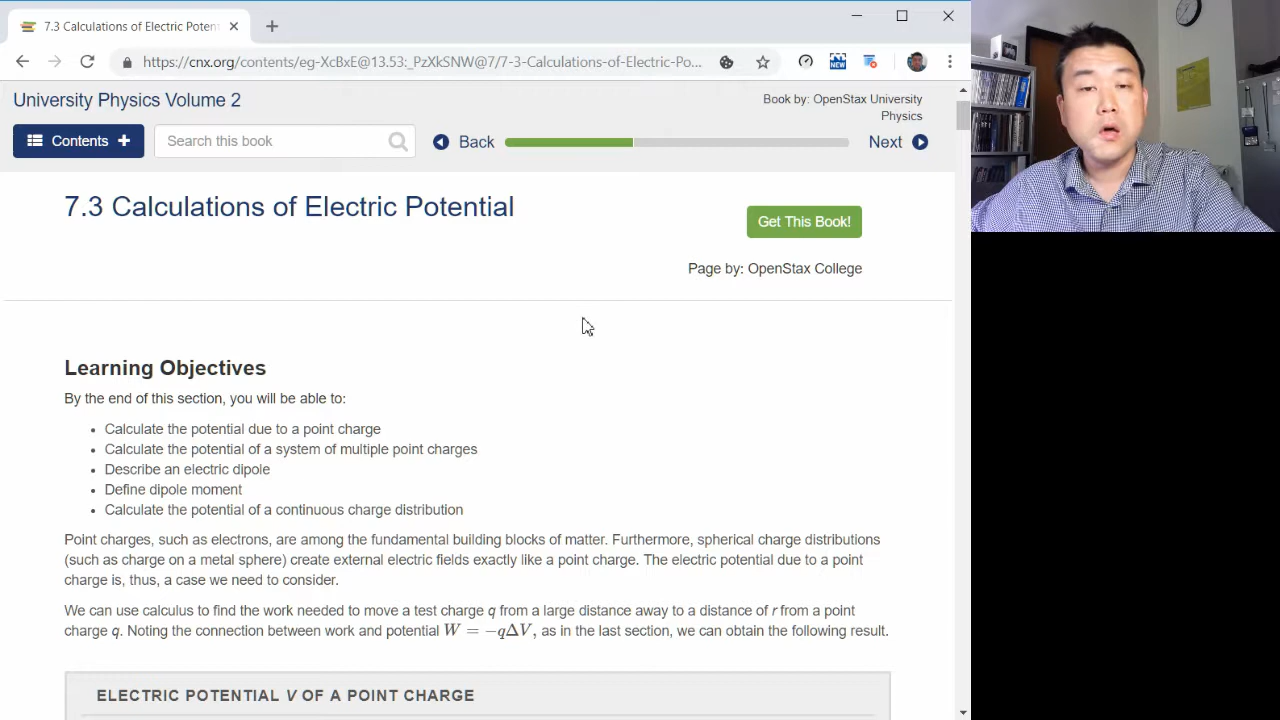 7.3 Calculations of Electric Poten
https://cnx.org/contents/eg-XcBxE@13.53:_PzXkSNW@7/7-3-Calculations-of-Electric-Po...
NEW
University Physics Volume 2
Book by: OpenStax University
Physics
Contents +
Search this book
Back
Next
7.3 Calculations of Electric Potential
Get This Book!
Page by: OpenStax College
Learning Objectives
By the end of this section, you will be able to:
• Calculate the potential due to a point charge
• Calculate the potential of a system of multiple point charges
• Describe an electric dipole
• Define dipole moment
• Calculate the potential of a continuous charge distribution
Point charges, such as electrons, are among the fundamental building blocks of matter. Furthermore, spherical charge distributions
(such as charge on a metal sphere) create external electric fields exactly like a point charge. The electric potential due to a point
charge is, thus, a case we need to consider.
We can use calculus to find the work needed to move a test charge q from a large distance away to a distance of r from a point
charge q. Noting the connection between work and potential W = −qΔV, as in the last section, we can obtain the following result.
ELECTRIC POTENTIAL V OF A POINT CHARGE